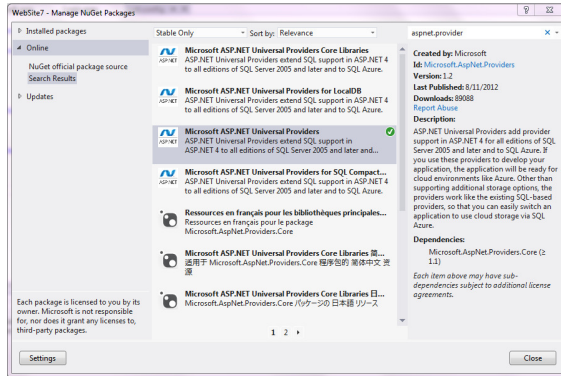 WebSite7 - Manage NuGet Packages
Installed packages
Online
NuGet official package source
Search Results
Updates
Each package is licensed to you by its
owner. Microsoft is not responsible
for, nor does it grant any licenses to,
third-party packages.
Settings
Stable Only
Sort by: Relevance
Microsoft ASP.NET Universal Providers Core Libraries
ASP.NET Universal Providers extend SQL support in ASP.NET 4
to all editions of SQL Server 2005 and later and to SQL Azure.
Microsoft ASP.NET Universal Providers for LocalDB
ASP.NET Universal Providers extend SQL support in ASP.NET 4
to all editions of SQL Server 2005 and later and to SQL Azure.
Microsoft ASP.NET Universal Providers
ASP.NET Universal Providers extend SQL support in
ASP.NET 4 to all editions of SQL Server 2005 and later and...
Microsoft ASP.NET Universal Providers for SQL Compact...
ASP.NET Universal Providers extend SQL support in ASP.NET 4
to all editions of SQL Server 2005 and later and to SQL Azure.
Ressources en français pour les bibliothèques principales...
Ressources en français pour le package
Microsoft.AspNet.Providers.Core
Microsoft ASP.NET Universal Providers Core Libraries 简...
适用于 Microsoft.AspNet.Providers.Core 程序包的 简体中文 资
源
Microsoft ASP.NET Universal Providers Core Libraries 日...
Microsoft.AspNet.Providers.Core パッケージの 日本語 リソース
1 2
aspnet.provider
Created by: Microsoft
Id: Microsoft.AspNet.Providers
Version: 1.2
Last Published: 8/11/2012
Downloads: 89088
Report Abuse
Description:
ASP.NET Universal Providers add provider
support in ASP.NET 4 for all editions of SQL
Server 2005 and later and to SQL Azure. If
you use these providers to develop your
application, the application will be ready for
cloud environments like Azure. Other than
supporting additional storage options, the
providers work like the existing SQL-based
providers, so that you can easily switch an
application to use cloud storage via SQL
Azure.
Dependencies:
Microsoft.AspNet.Providers.Core (≥
1.1)
Each item above may have sub-
dependencies subject to additional license
agreements.
Close